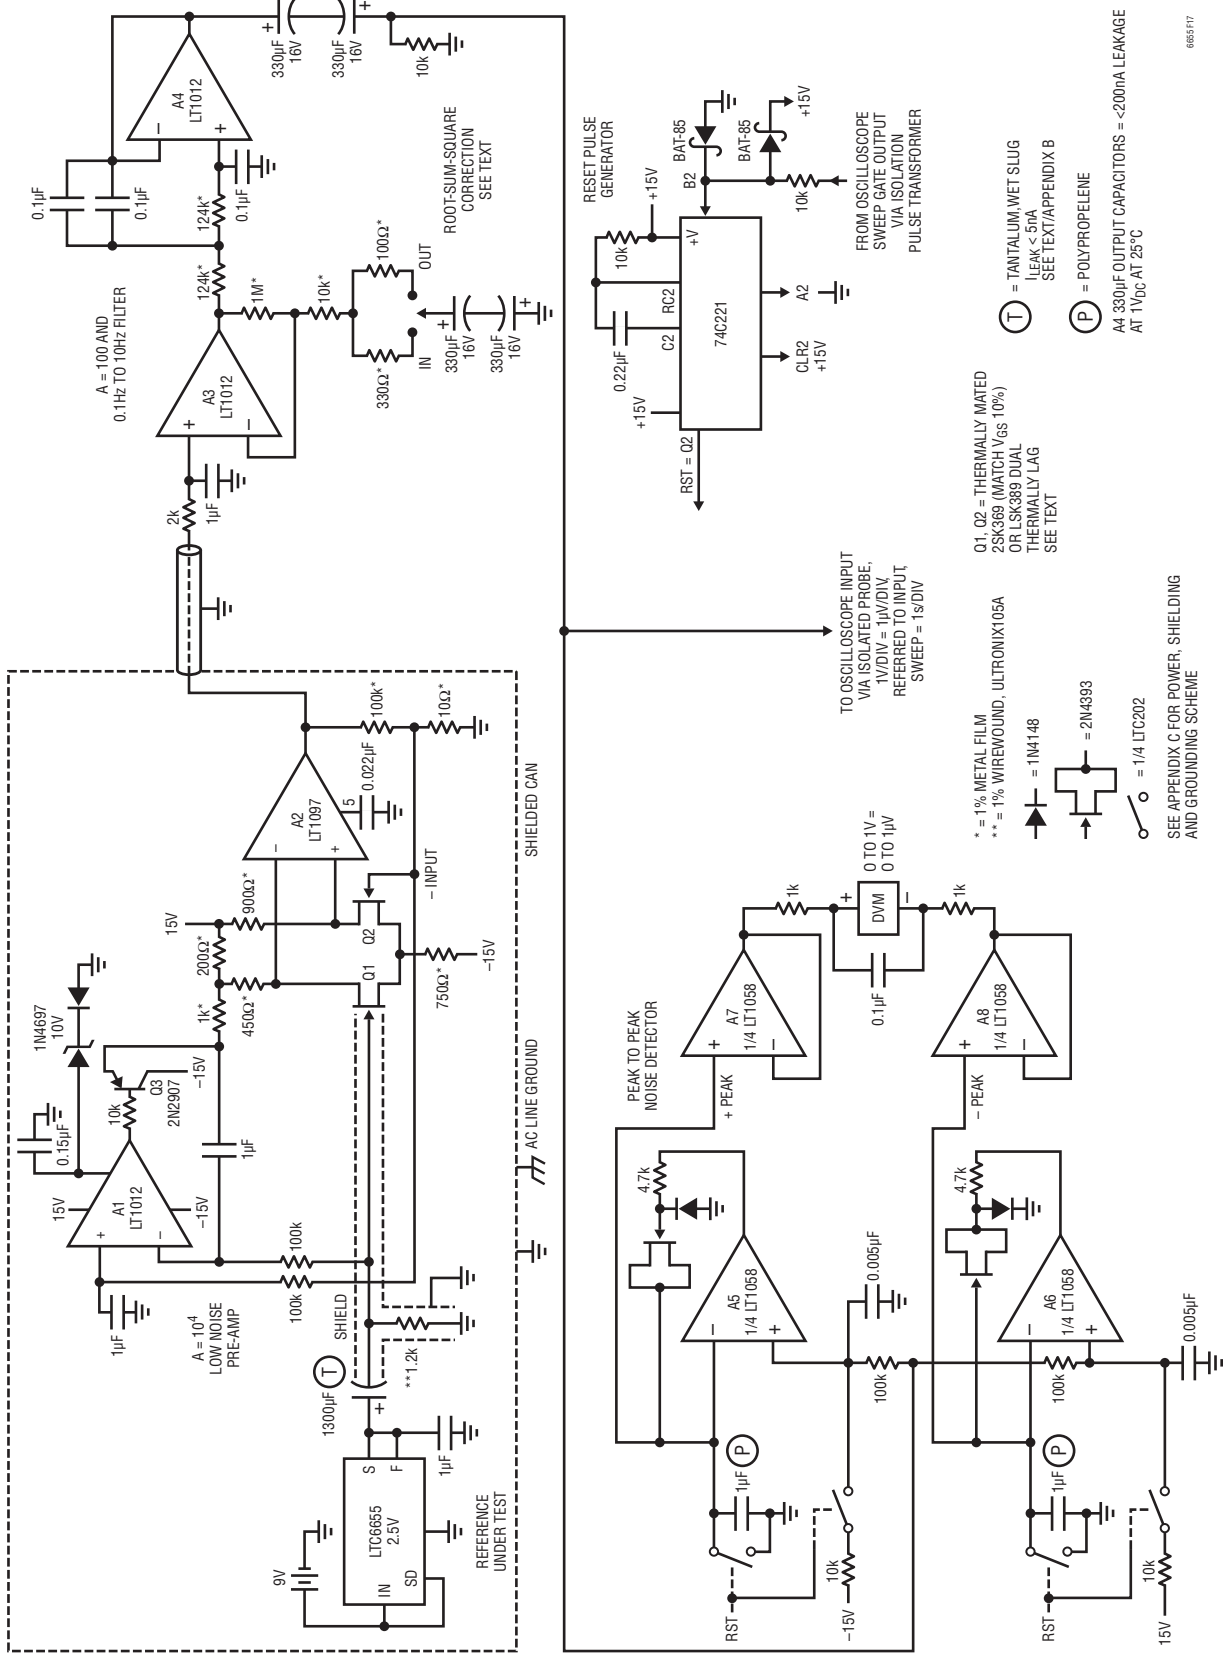 A4
LT1012
330µF
16V
330µF
16V
10k
0.1µF
0.1µF
124k*
0.1µF
124k*
ROOT-SUM-SQUARE
CORRECTION
SEE TEXT
A = 100 AND
0.1Hz TO 10Hz FILTER
A3
LT1012
1M*
10k*
100Ω*
OUT
330Ω*
IN
330µF
16V
330µF
16V
2k
1µF
RESET PULSE
GENERATOR
+15V
10k
+V
RC2
C2
0.22µF
+15V
74C221
A2
CLR2
+15V
RST = Q2
B2
BAT-85
BAT-85
+15V
10k
FROM OSCILLOSCOPE
SWEEP GATE OUTPUT
VIA ISOLATION
PULSE TRANSFORMER
T
= TANTALUM,WET SLUG
ILEAK < 5nA
SEE TEXT/APPENDIX B
P
= POLYPROPELENE
A4 330µF OUTPUT CAPACITORS = <200nA LEAKAGE
AT 1VDC AT 25°C
6655 F17
Q1, Q2 = THERMALLY MATED
2SK369 (MATCH VGS 10%)
OR LSK389 DUAL
THERMALLY LAG
SEE TEXT
TO OSCILLOSCOPE INPUT
VIA ISOLATED PROBE,
1V/DIV = 1µV/DIV,
REFERRED TO INPUT,
SWEEP = 1s/DIV
* = 1% METAL FILM
** = 1% WIREWOUND, ULTRONIX105A
= 1N4148
= 2N4393
= 1/4 LTC202
SEE APPENDIX C FOR POWER, SHIELDING
AND GROUNDING SCHEME
SHIELDED CAN
AC LINE GROUND
A2
LT1097
5
0.022µF
100k*
10Ω*
– INPUT
15V
900Ω*
200Ω*
450Ω*
1k*
Q1
Q2
750Ω*
–15V
1N4697
10V
Q3
2N2907
–15V
10k
0.15µF
1µF
15V
A1
LT1012
–15V
100k
100k
1µF
A = 10⁴
LOW NOISE
PRE-AMP
SHIELD
1300µF
T
**1.2k
1µF
9V
LTC6655
2.5V
IN
SD
S
F
REFERENCE
UNDER TEST
PEAK TO PEAK
NOISE DETECTOR
A7
1/4 LT1058
+ PEAK
1k
O TO 1V =
O TO 1µV
DVM
0.1µF
1k
A8
1/4 LT1058
– PEAK
4.7k
A5
1/4 LT1058
0.005µF
100k
1µF
P
RST
10k
–15V
4.7k
A6
1/4 LT1058
0.005µF
100k
1µF
P
RST
10k
15V